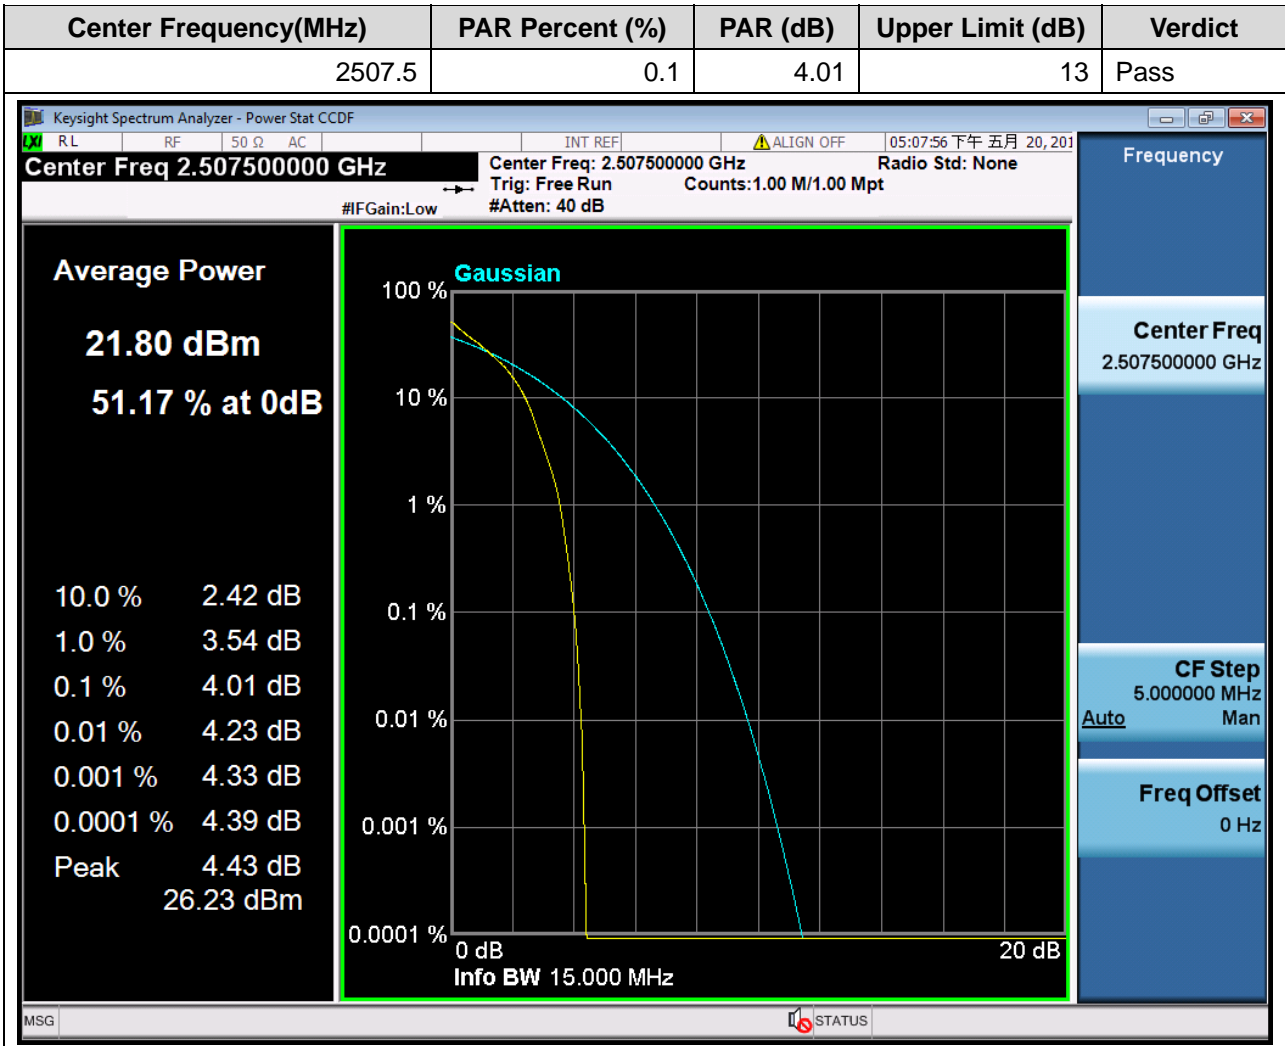 Center Frequency(MHz) PAR Percent (%) PAR (dB) Upper Limit (dB) Verdict
2507.5 0.1 4.01 13 Pass
Keysight Spectrum Analyzer - Power Stat CCDF
LXI RL RF 50 Ω AC INT REF ALIGN OFF 05:07:56 下午 五月 20, 201
Center Freq 2.507500000 GHz
Center Freq: 2.507500000 GHz Radio Std: None
Trig: Free Run Counts:1.00 M/1.00 Mpt
#IFGain:Low #Atten: 40 dB
Average Power
21.80 dBm
51.17 % at 0dB
10.0 % 2.42 dB
1.0 % 3.54 dB
0.1 % 4.01 dB
0.01 % 4.23 dB
0.001 % 4.33 dB
0.0001 % 4.39 dB
Peak 4.43 dB
26.23 dBm
Gaussian
100 %
10 %
1 %
0.1 %
0.01 %
0.001 %
0.0001 %
0 dB 20 dB
Info BW 15.000 MHz
Frequency
Center Freq
2.507500000 GHz
CF Step
5.000000 MHz
Auto Man
Freq Offset
0 Hz
MSG STATUS